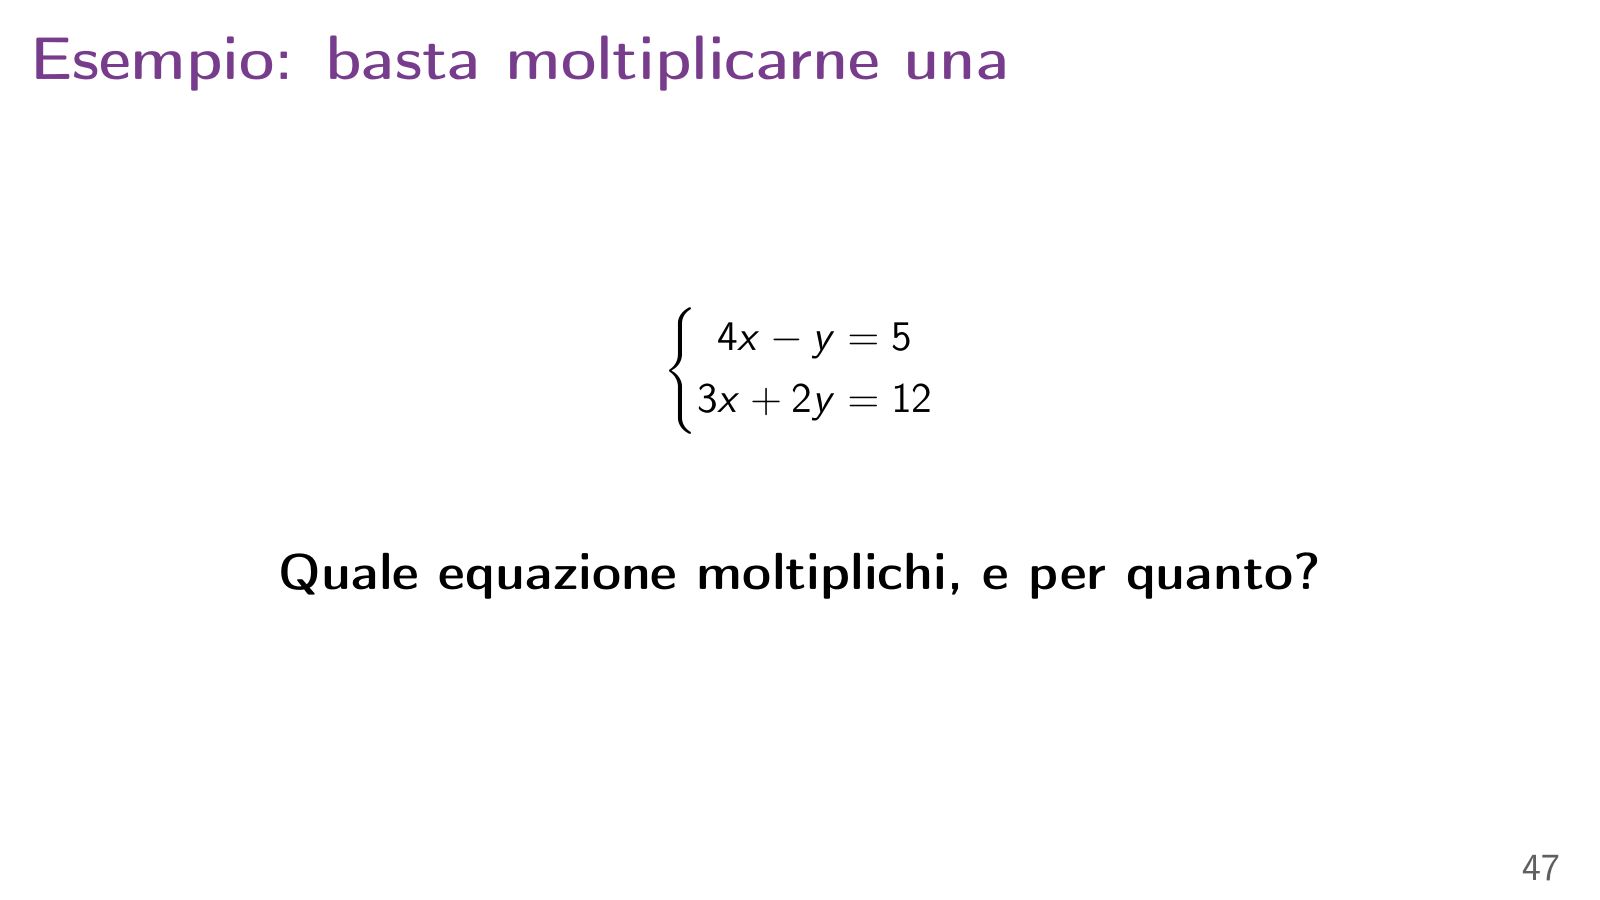 Esempio: basta moltiplicarne una
4x − y = 5
3x + 2y = 12
Quale equazione moltiplichi, e per quanto?
47